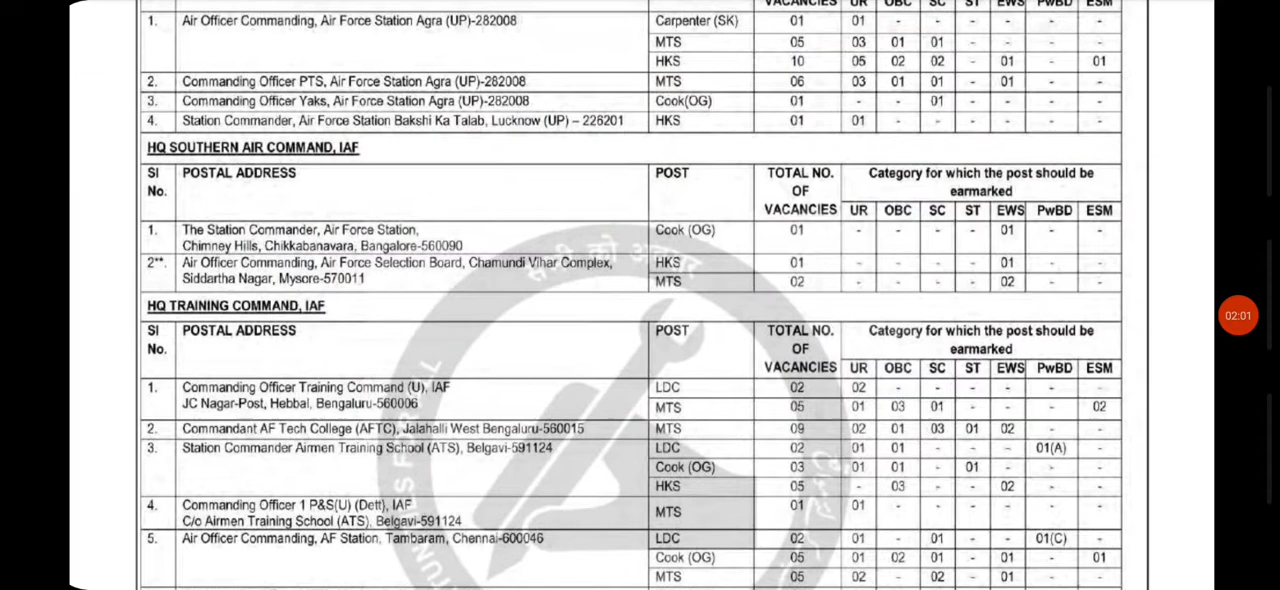 VACANCIES UR OBC SC ST EWS PwBD ESM
1. Air Officer Commanding, Air Force Station Agra (UP)-282008 Carpenter (SK) 01 01 - - - - - -
MTS 05 03 01 01 - - - -
HKS 10 05 02 02 - 01 - 01
2. Commanding Officer PTS, Air Force Station Agra (UP)-282008 MTS 06 03 01 01 - 01 - -
3. Commanding Officer Yaks, Air Force Station Agra (UP)-282008 Cook(OG) 01 - - 01 - - - -
4. Station Commander, Air Force Station Bakshi Ka Talab, Lucknow (UP) – 226201 HKS 01 01 - - - - - -
HQ SOUTHERN AIR COMMAND, IAF
SI POSTAL ADDRESS POST TOTAL NO. Category for which the post should be
No. OF earmarked
VACANCIES UR OBC SC ST EWS PwBD ESM
1. The Station Commander, Air Force Station, Cook (OG) 01 - - - - 01 - -
Chimney Hills, Chikkabanavara, Bangalore-560090
2**. Air Officer Commanding, Air Force Selection Board, Chamundi Vihar Complex, HKS 01 - - - - 01 - -
Siddartha Nagar, Mysore-570011 MTS 02 - - - - 02 - -
HQ TRAINING COMMAND, IAF
SI POSTAL ADDRESS POST TOTAL NO. Category for which the post should be
No. OF earmarked
VACANCIES UR OBC SC ST EWS PwBD ESM
1. Commanding Officer Training Command (U), IAF LDC 02 02 - - - - - -
JC Nagar-Post, Hebbal, Bengaluru-560006 MTS 05 01 03 01 - - - 02
2. Commandant AF Tech College (AFTC), Jalahalli West Bengaluru-560015 MTS 09 02 01 03 01 02 - -
3. Station Commander Airmen Training School (ATS), Belgavi-591124 LDC 02 01 01 - - - 01(A) -
Cook (OG) 03 01 01 - 01 - - -
HKS 05 - 03 - - 02 - -
4. Commanding Officer 1 P&S(U) (Dett), IAF MTS 01 01 - - - - - -
C/o Airmen Training School (ATS), Belgavi-591124
5. Air Officer Commanding, AF Station, Tambaram, Chennai-600046 LDC 02 01 - 01 - - 01(C) -
Cook (OG) 05 01 02 01 - 01 - 01
MTS 05 02 - 02 - 01 - -
02:01